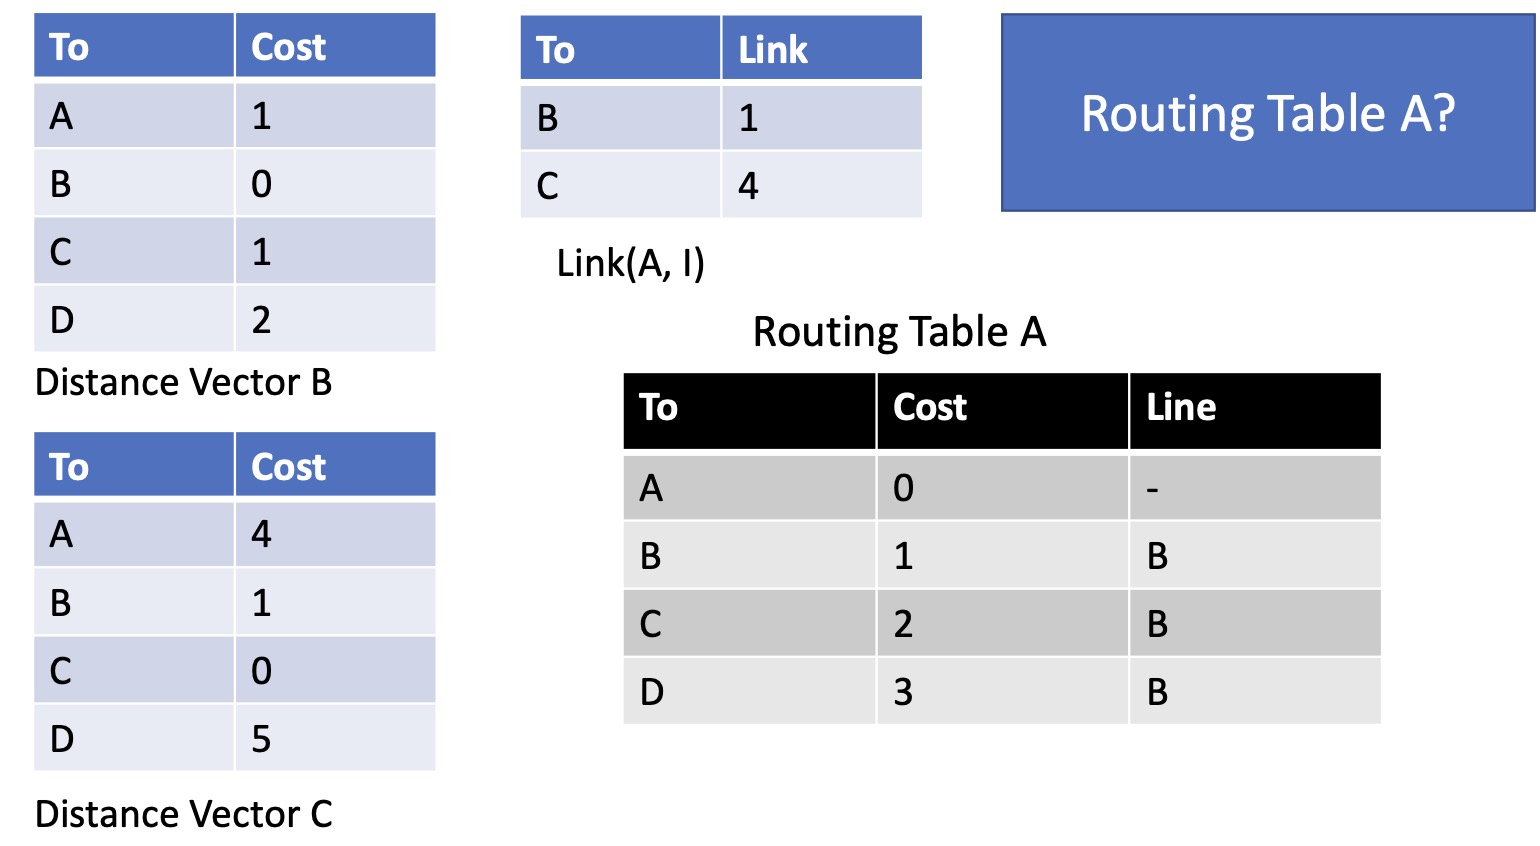 To Cost
A 1
B 0
C 1
D 2
Distance Vector B
To Cost
A 4
B 1
C 0
D 5
Distance Vector C
To Link
B 1
C 4
Link(A, I)
Routing Table A?
Routing Table A
To Cost Line
A 0 -
B 1 B
C 2 B
D 3 B